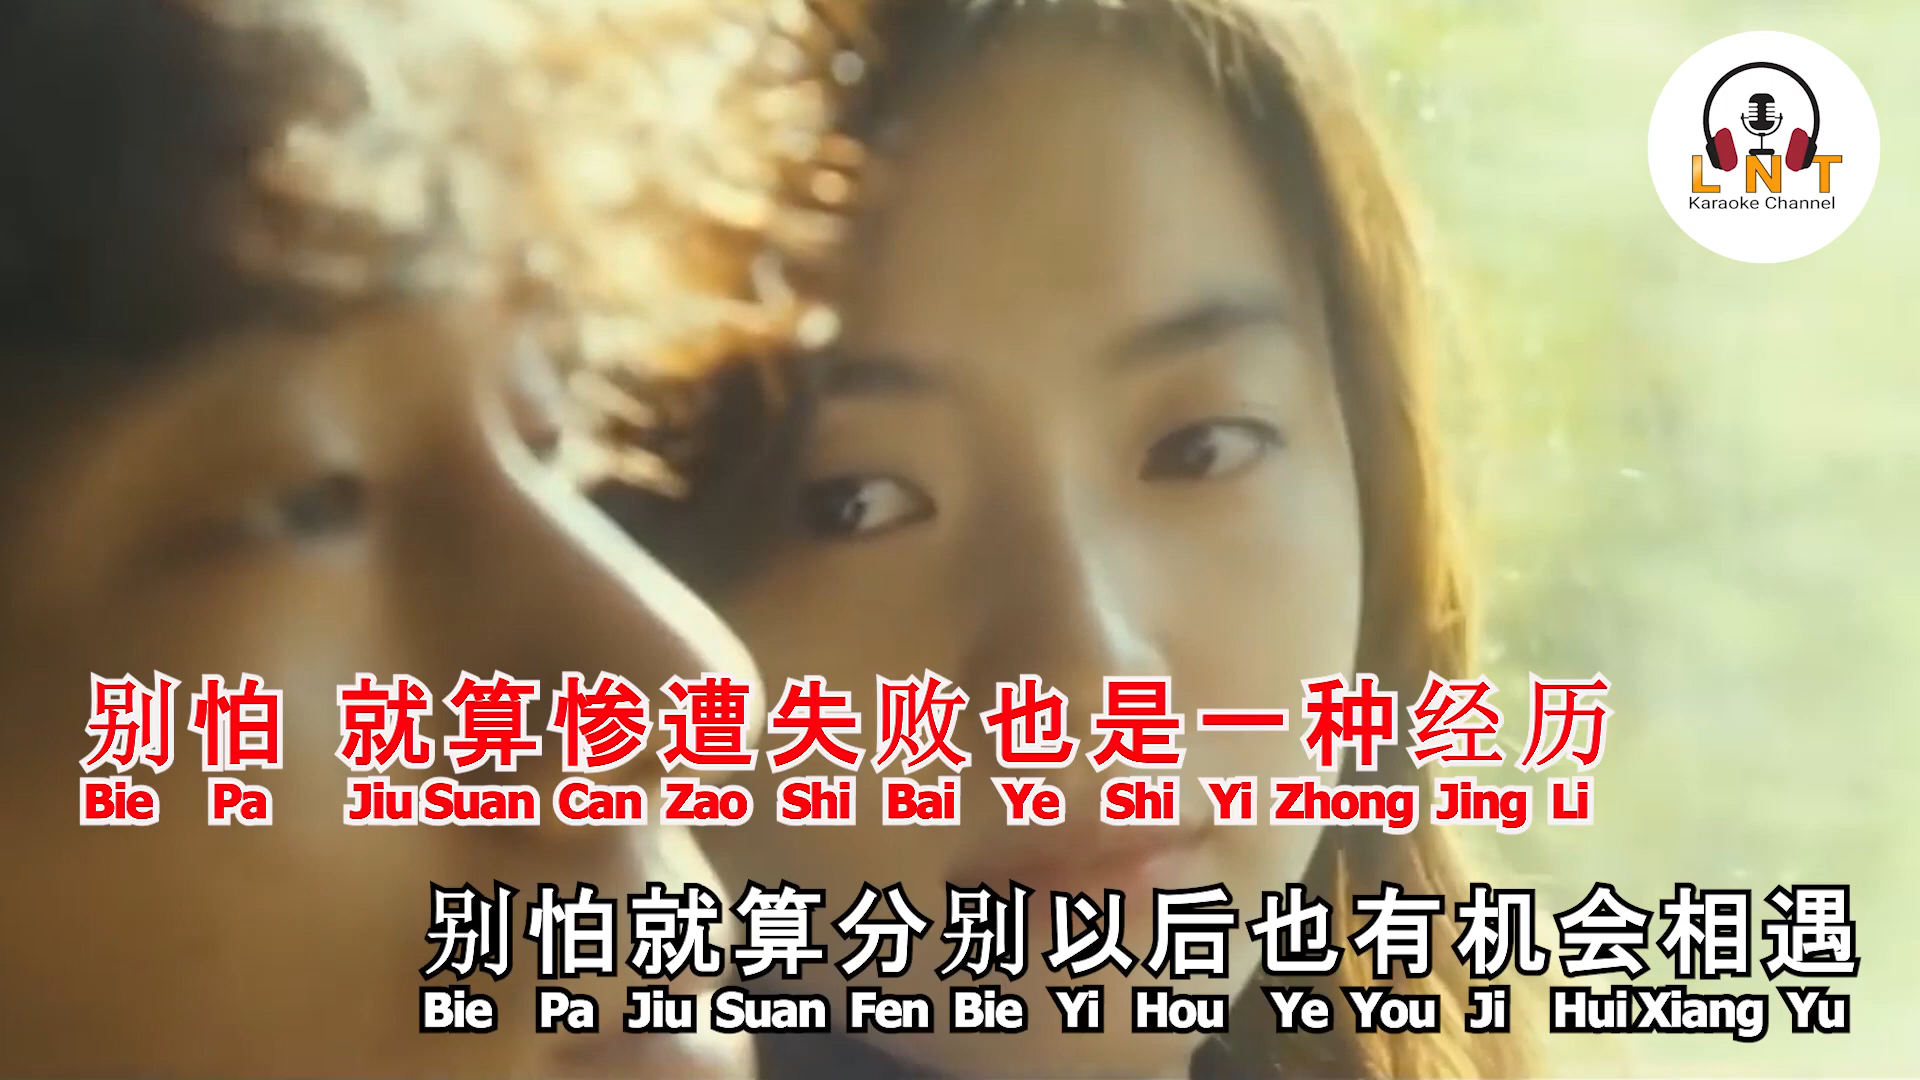 L N T
Karaoke Channel
别怕 就算惨遭失败也是一种经历
Bie Pa Jiu Suan Can Zao Shi Bai Ye Shi Yi Zhong Jing Li
别怕就算分别以后也有机会相遇
Bie Pa Jiu Suan Fen Bie Yi Hou Ye You Ji Hui Xiang Yu